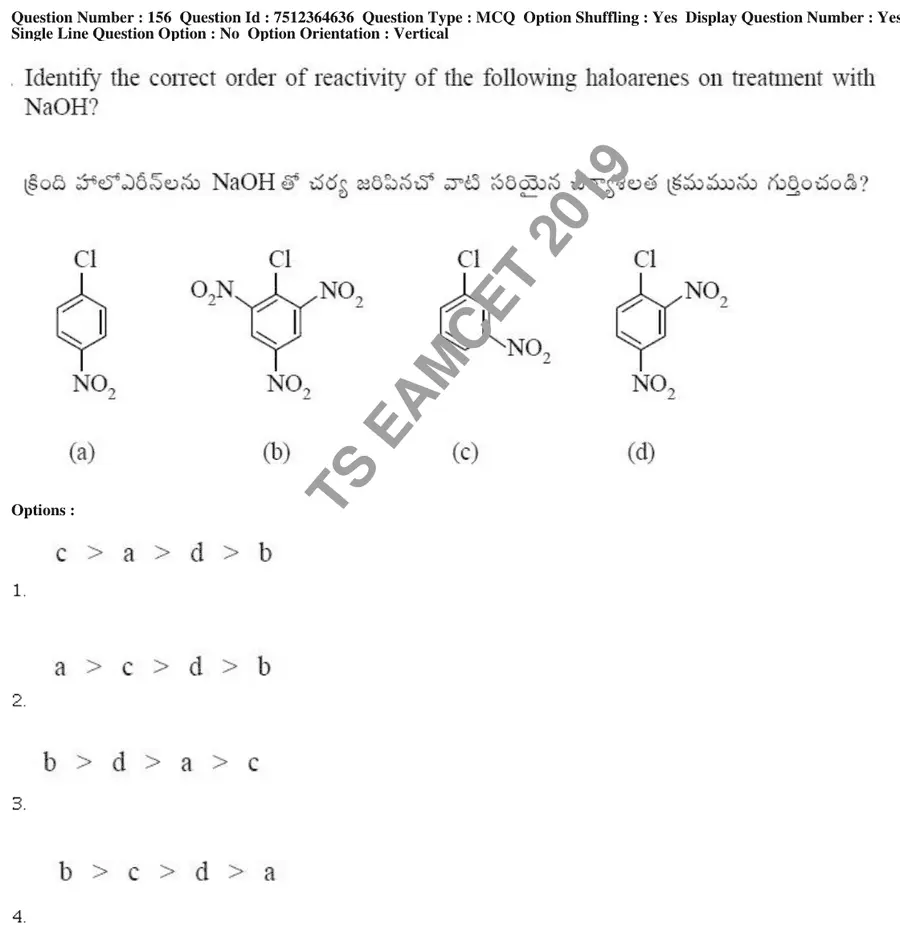 Question Number : 156 Question Id : 7512364636 Question Type : MCQ Option Shuffling : Yes Display Question Number : Yes
Single Line Question Option : No Option Orientation : Vertical
Identify the correct order of reactivity of the following haloarenes on treatment with
NaOH?
క్రింది హాలోఎరీన్‌లను NaOH తో చర్య జరిపినచో వాటి సరియైన క్రమమును గుర్తించండి?
Cl Cl Cl Cl
O2N NO2 NO2
NO2
NO2 NO2 NO2
(a) (b) (c) (d)
TS EAMCET 2019
Options :
c > a > d > b
1.
a > c > d > b
2.
b > d > a > c
3.
b > c > d > a
4.